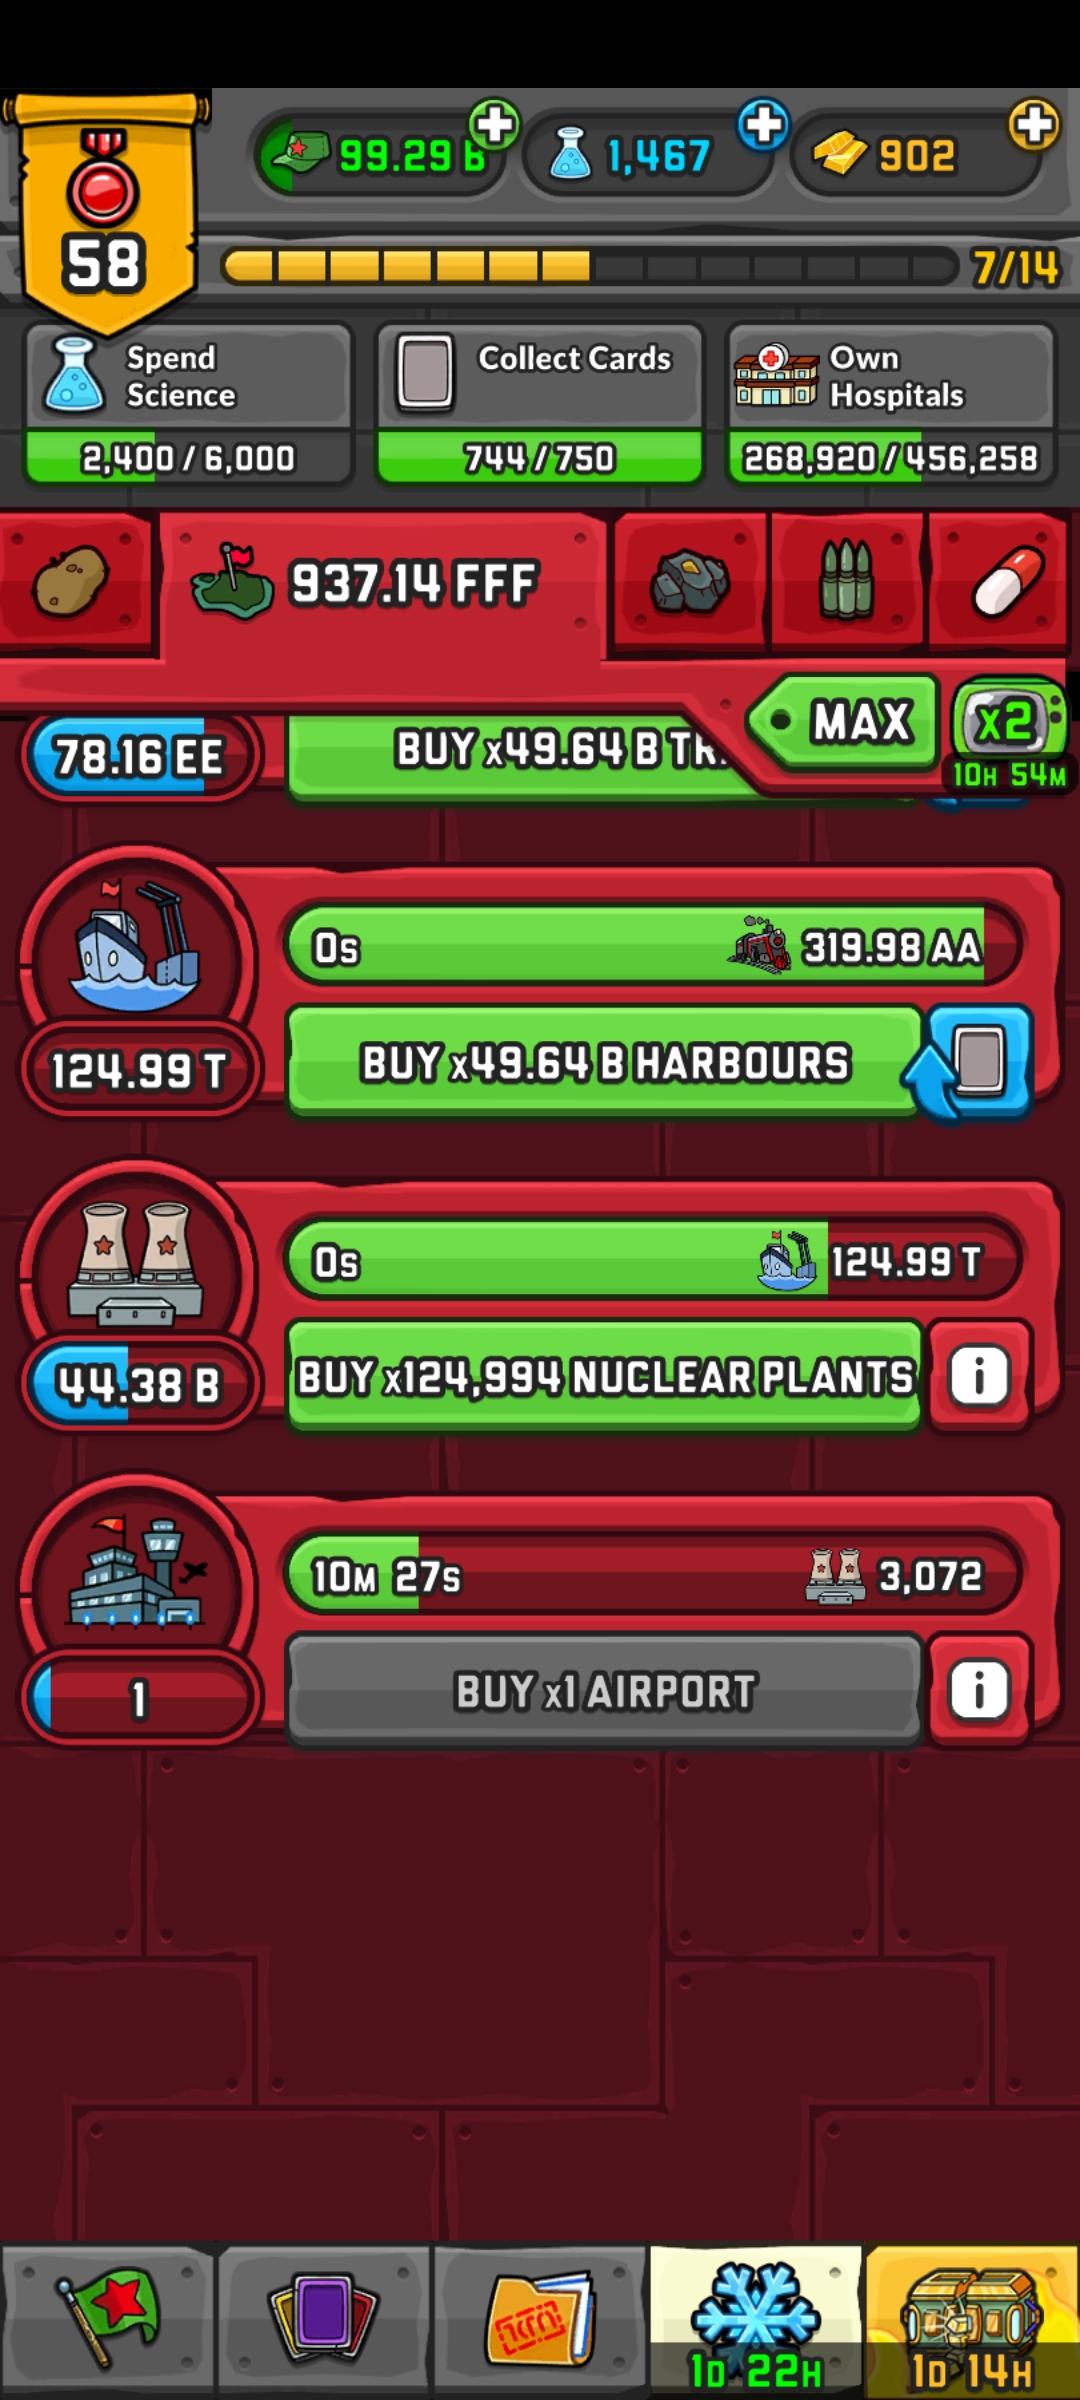 99.29 B
1,467
902
58
7/14
Spend
Science
Collect Cards
Own
Hospitals
2,400 / 6,000
744 / 750
268,920 / 456,258
937.14 FFF
MAX
x2
10H 54M
78.16 EE
BUY x49.64 B
0s
319.98 AA
124.99 T
BUY x49.64 B HARBOURS
0s
124.99 T
44.38 B
BUY x124,994 NUCLEAR PLANTS
i
10M 27s
3,072
1
BUY x1 AIRPORT
i
1D 22H
1D 14H